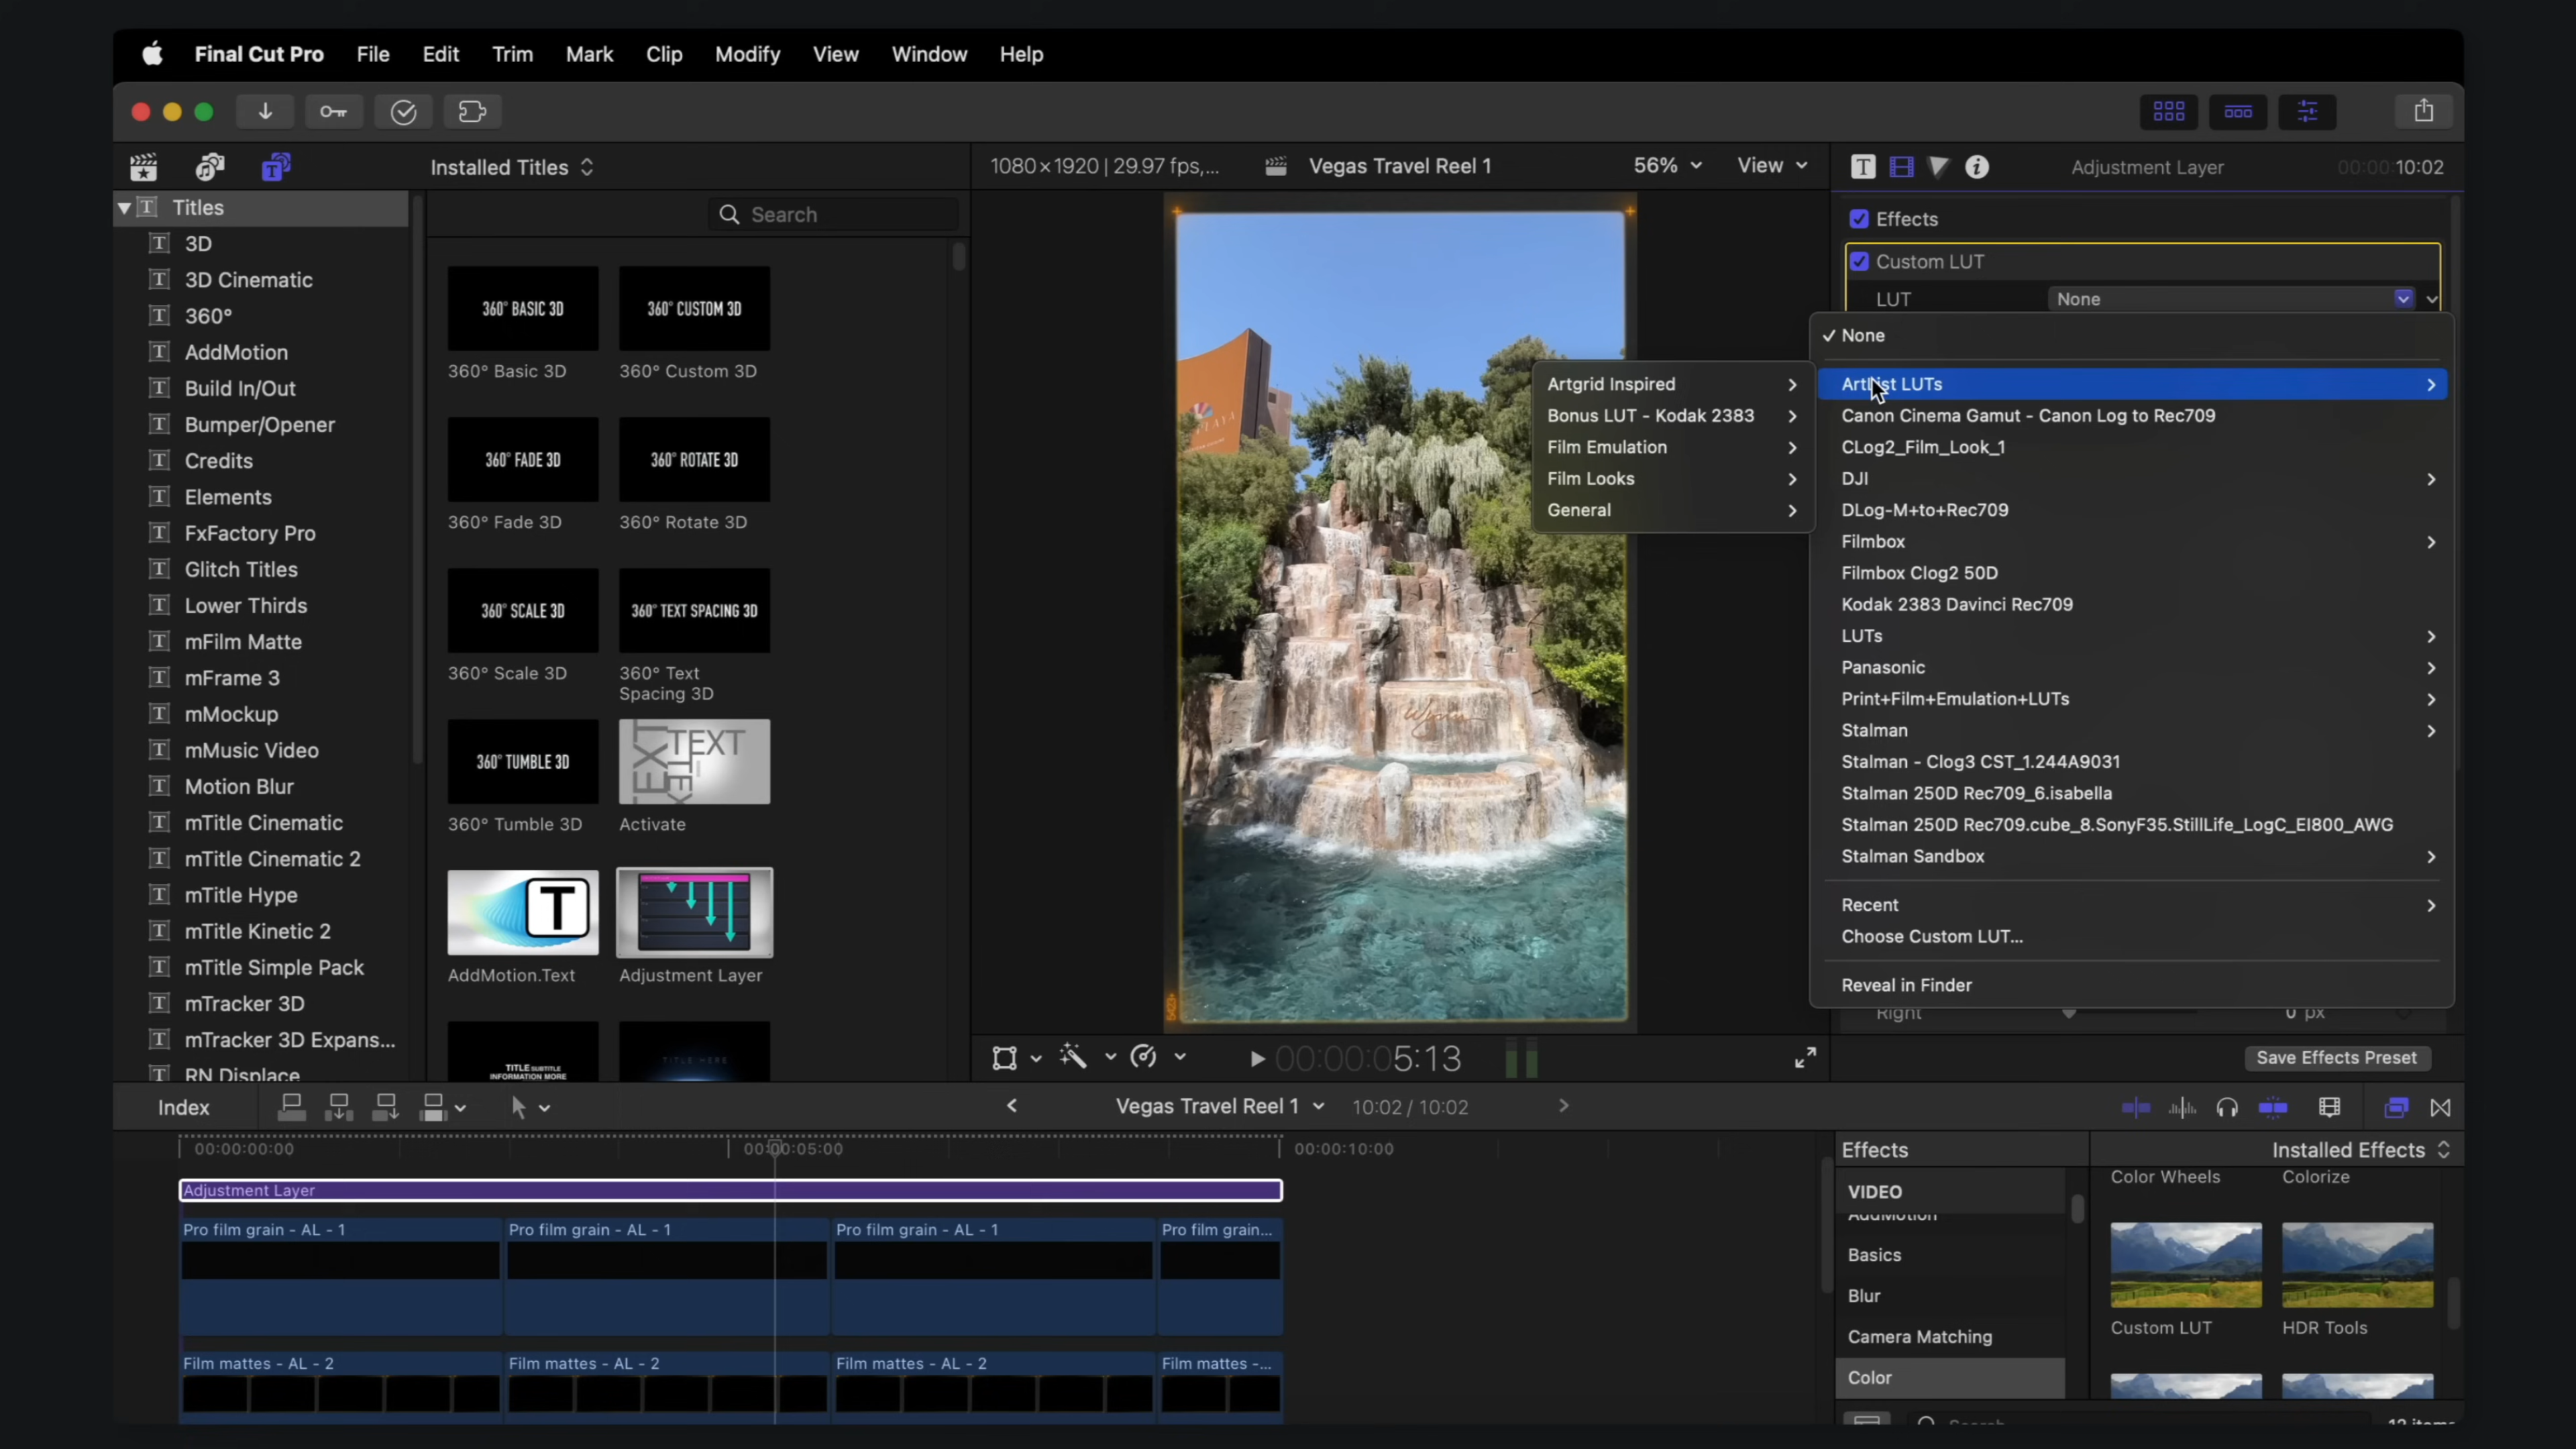 Final Cut Pro File Edit Trim Mark Clip Modify View Window Help
Installed Titles
1080×1920 | 29.97 fps,...
Vegas Travel Reel 1
56%
View
T
Adjustment Layer
00:00:10:02
Titles
3D
3D Cinematic
360°
AddMotion
Build In/Out
Bumper/Opener
Credits
Elements
FxFactory Pro
Glitch Titles
Lower Thirds
mFilm Matte
mFrame 3
mMockup
mMusic Video
Motion Blur
mTitle Cinematic
mTitle Cinematic 2
mTitle Hype
mTitle Kinetic 2
mTitle Simple Pack
mTracker 3D
mTracker 3D Expans...
RN Displace
Search
360° BASIC 3D
360° CUSTOM 3D
360° Basic 3D
360° Custom 3D
360° FADE 3D
360° ROTATE 3D
360° Fade 3D
360° Rotate 3D
360° SCALE 3D
360° TEXT SPACING 3D
360° Scale 3D
360° Text
Spacing 3D
360° TUMBLE 3D
TEXT
360° Tumble 3D
Activate
T
AddMotion.Text
Adjustment Layer
TITLE SUBTITLE
INFORMATION MORE
TITLE HERE
Wynn
5423
Effects
Custom LUT
LUT
None
None
Artlist LUTs
Canon Cinema Gamut - Canon Log to Rec709
CLog2_Film_Look_1
DJI
DLog-M+to+Rec709
Filmbox
Filmbox Clog2 50D
Kodak 2383 Davinci Rec709
LUTs
Panasonic
Print+Film+Emulation+LUTs
Stalman
Stalman - Clog3 CST_1.244A9031
Stalman 250D Rec709_6.isabella
Stalman 250D Rec709.cube_8.SonyF35.StillLife_LogC_EI800_AWG
Stalman Sandbox
Recent
Choose Custom LUT...
Reveal in Finder
Artgrid Inspired
Bonus LUT - Kodak 2383
Film Emulation
Film Looks
General
Right
0 px
Save Effects Preset
00:00:05:13
Index
Vegas Travel Reel 1
10:02 / 10:02
00:00:00:00
00:00:05:00
00:00:10:00
Adjustment Layer
Pro film grain - AL - 1
Pro film grain - AL - 1
Pro film grain - AL - 1
Pro film grain...
Film mattes - AL - 2
Film mattes - AL - 2
Film mattes - AL - 2
Film mattes -...
Effects
Installed Effects
VIDEO
AddMotion
Basics
Blur
Camera Matching
Color
Color Wheels
Colorize
Custom LUT
HDR Tools
Search
12 items